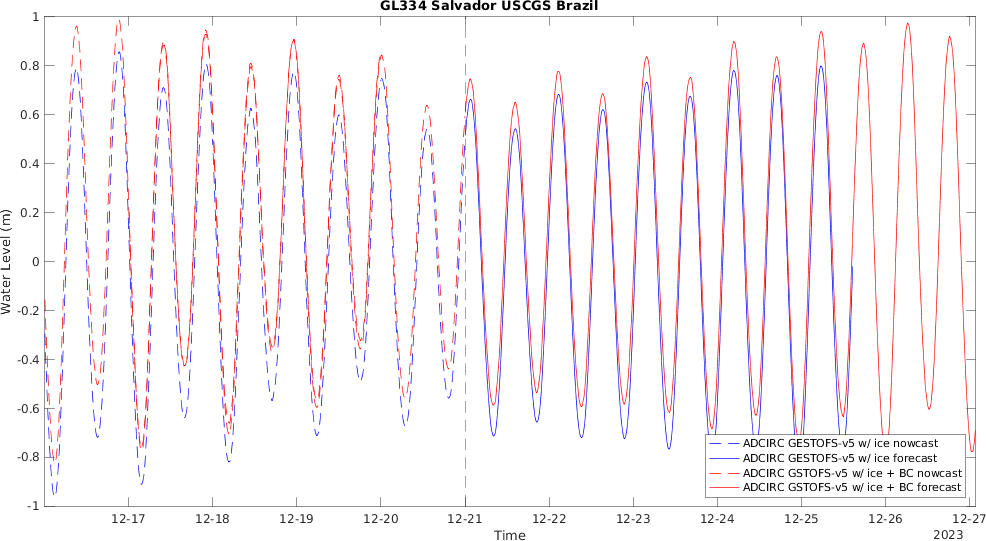 GL334 Salvador USCGS Brazil
Water Level (m)
1
0.8
0.6
0.4
0.2
0
-0.2
-0.4
-0.6
-0.8
-1
ADCIRC GESTOFS-v5 w/ ice nowcast
ADCIRC GESTOFS-v5 w/ ice forecast
ADCIRC GSTOFS-v5 w/ ice + BC nowcast
ADCIRC GSTOFS-v5 w/ ice + BC forecast
12-17 12-18 12-19 12-20 12-21 12-22 12-23 12-24 12-25 12-26 12-27
Time
2023